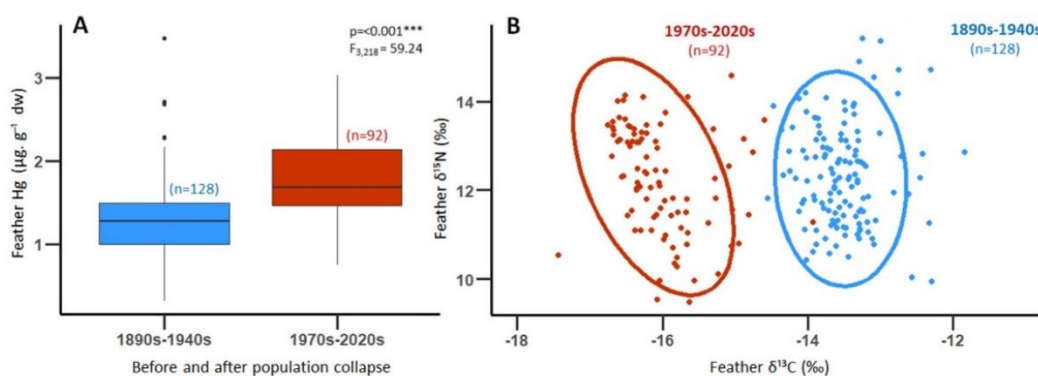 A
p=<0.001***
F3,218 = 59.24
Feather Hg (µg. g⁻¹ dw)
3
2
1
(n=128)
(n=92)
1890s-1940s
1970s-2020s
Before and after population collapse
B
1970s-2020s
(n=92)
1890s-1940s
(n=128)
Feather δ¹⁵N (‰)
14
12
10
-18
-16
-14
-12
Feather δ¹³C (‰)